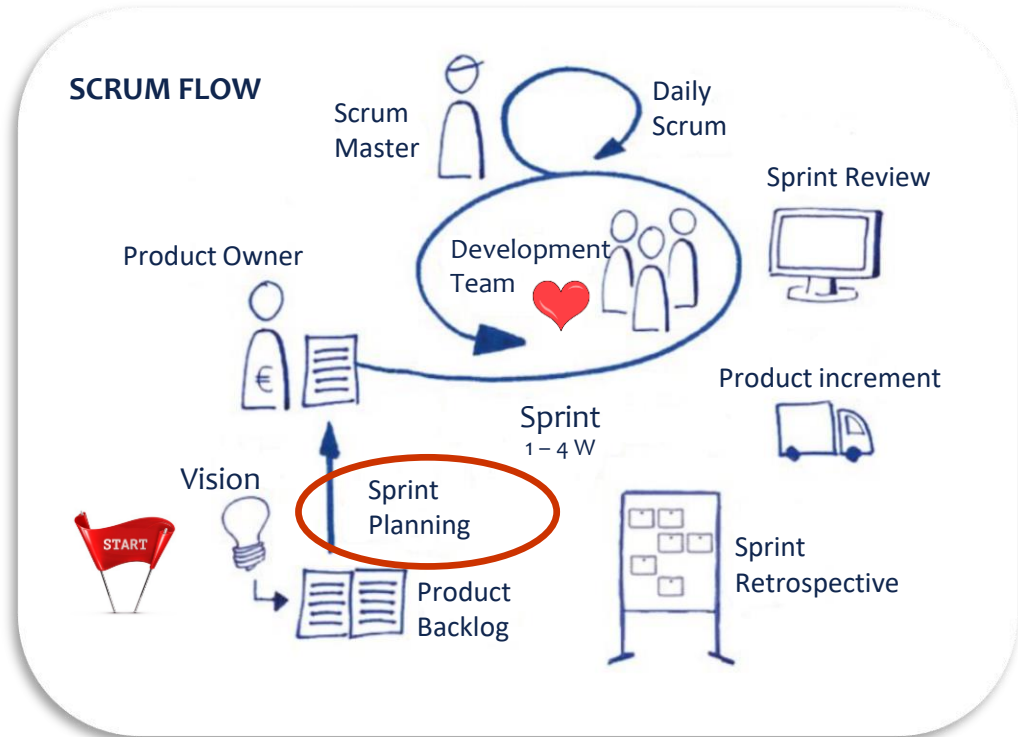 SCRUM FLOW
Scrum
Master
Daily
Scrum
Sprint Review
Product Owner
Development
Team
€
Product increment
Sprint
1 – 4 W
Vision
Sprint
Planning
START
Product
Backlog
Sprint
Retrospective